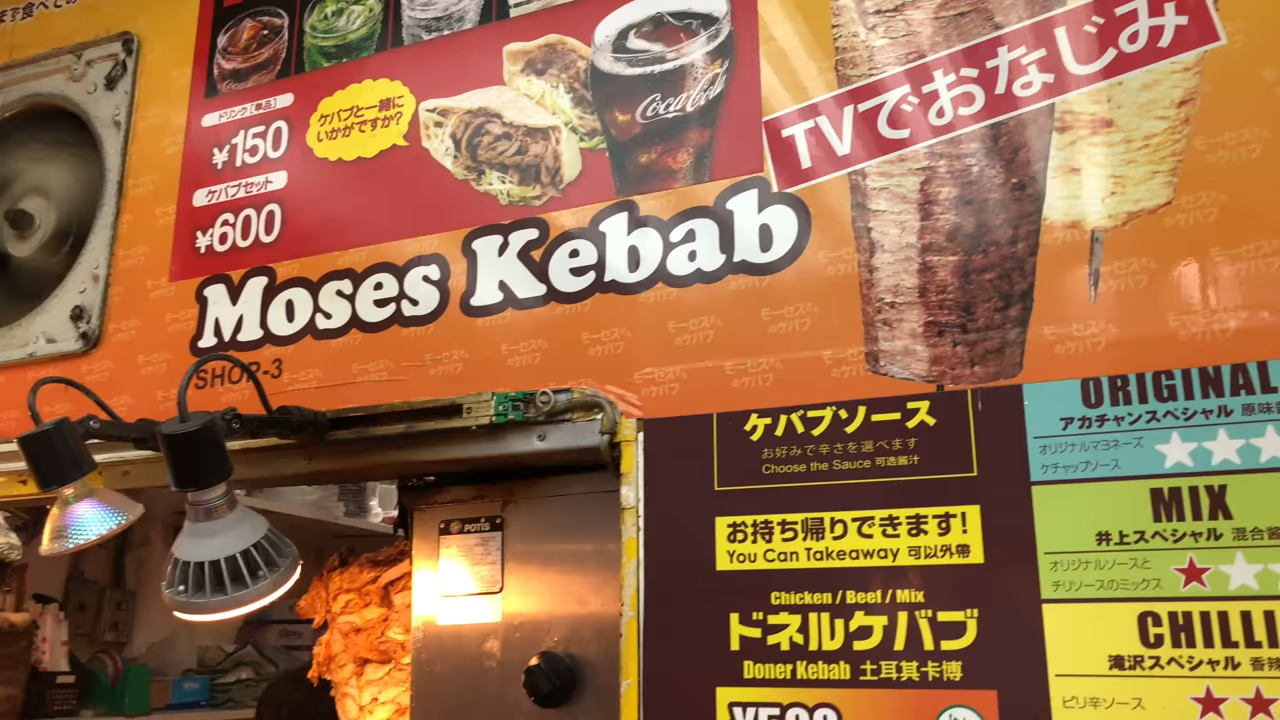 ドリンク [単品]
¥150
ケバブセット
¥600
ケバブと一緒に
いかがですか?
Coca-Cola
TVでおなじみ
Moses Kebab
SHOP-3
POTIS
ケバブソース
お好みで辛さを選べます
Choose the Sauce 可选酱汁
お持ち帰りできます!
You Can Takeaway 可以外帶
Chicken / Beef / Mix
ドネルケバブ
Doner Kebab 土耳其卡博
ORIGINAL
アカチャンスペシャル 原味
オリジナルマヨネーズ
ケチャップソース
MIX
井上スペシャル 混合酱
オリジナルソースと
チリソースのミックス
CHILLI
滝沢スペシャル 香辣
ピリ辛ソース